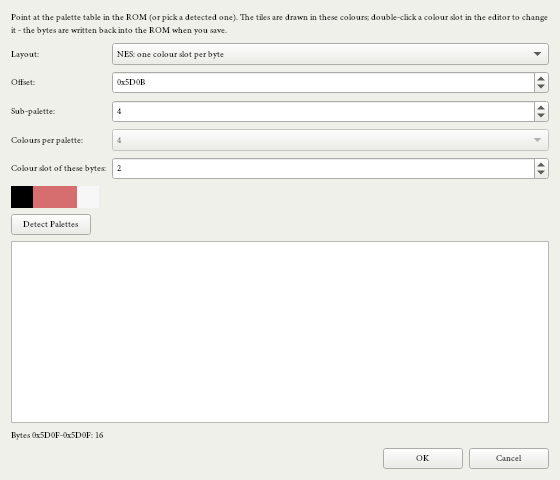 Point at the palette table in the ROM (or pick a detected one). The tiles are drawn in these colours; double-click a colour slot in the editor to change
it - the bytes are written back into the ROM when you save.
Layout: NES: one colour slot per byte
Offset: 0x5D0B
Sub-palette: 4
Colours per palette: 4
Colour slot of these bytes: 2
Detect Palettes
Bytes 0x5D0F-0x5D0F: 16
OK Cancel